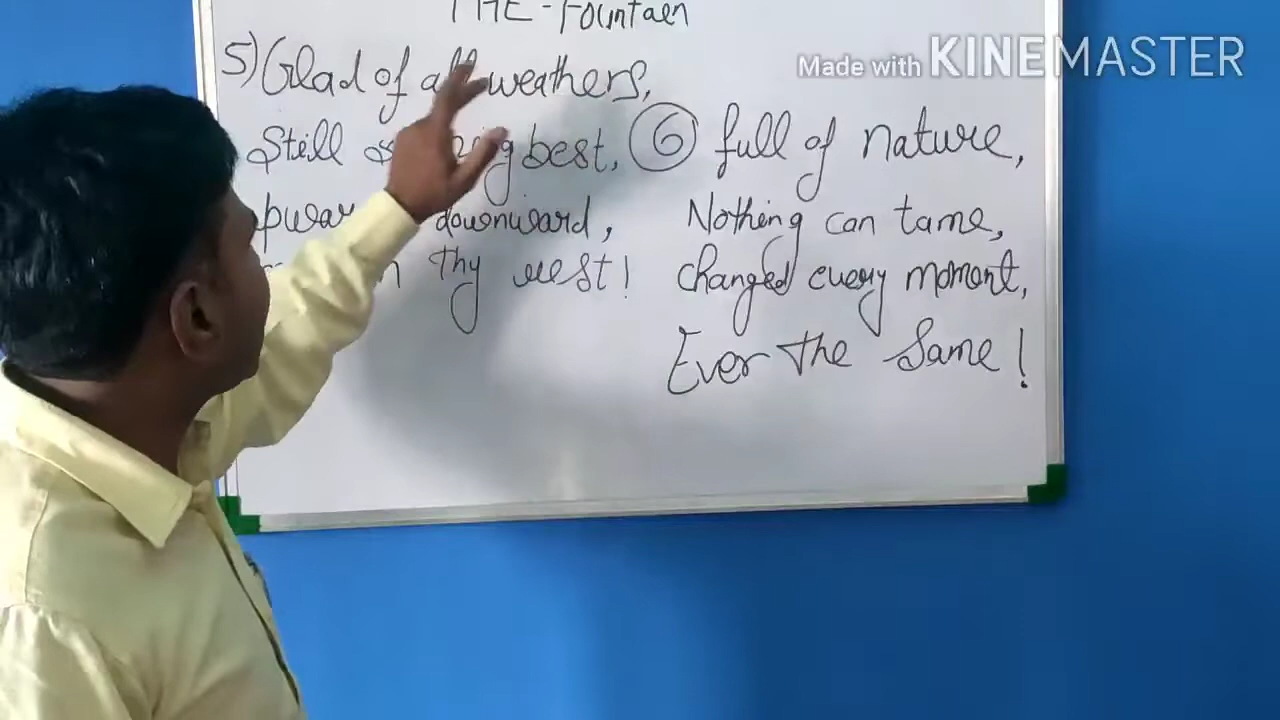 THE-Fountaen
Made with KINEMASTER
5) Glad of all weathers,
Still best,
downward,
thy rest!
6 full of nature,
Nothing can tame,
changed every moment,
Ever the Same!